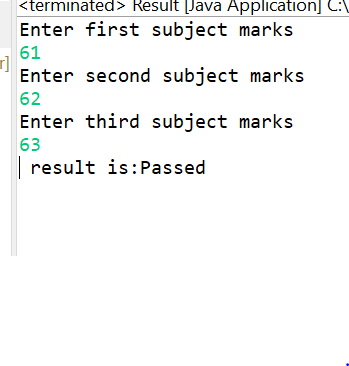 <terminated> Result [Java Application] C:\
Enter first subject marks
61
r]
Enter second subject marks
62
Enter third subject marks
63
result is:Passed